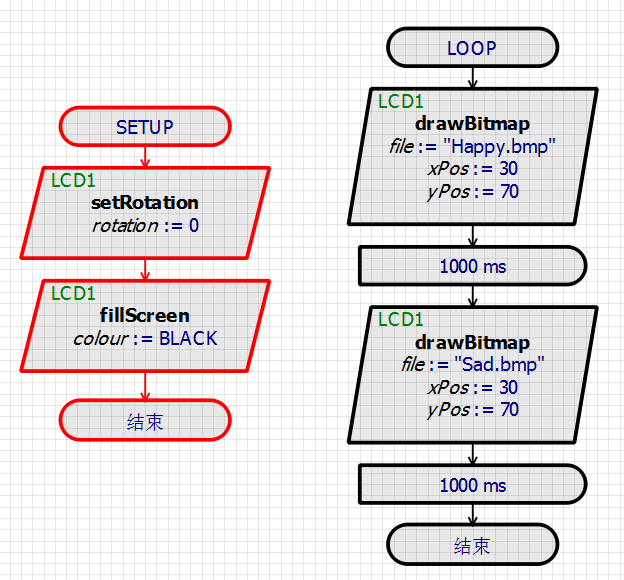 SETUP
LCD1
setRotation
rotation := 0
LCD1
fillScreen
colour := BLACK
结束
LOOP
LCD1
drawBitmap
file := "Happy.bmp"
xPos := 30
yPos := 70
1000 ms
LCD1
drawBitmap
file := "Sad.bmp"
xPos := 30
yPos := 70
1000 ms
结束